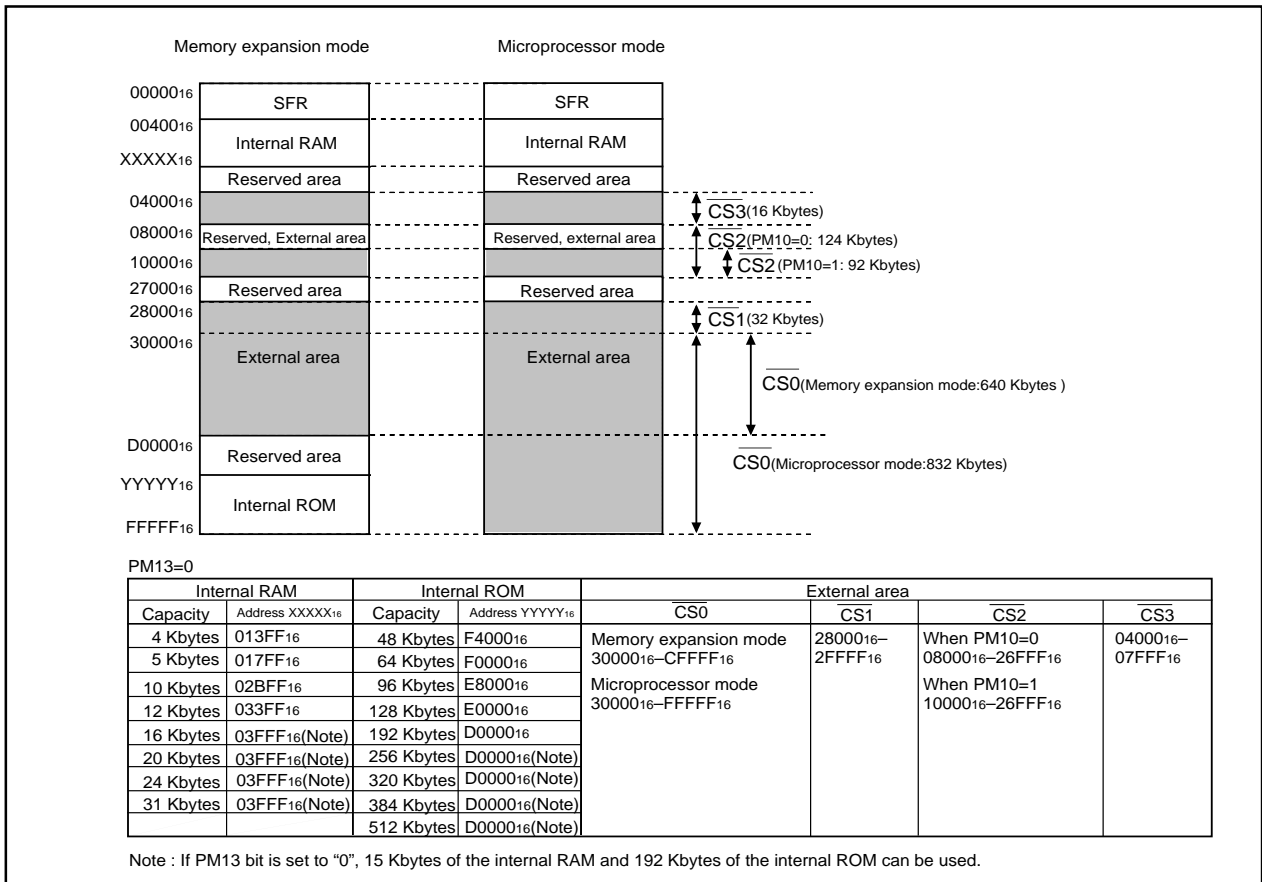 Memory expansion mode
Microprocessor mode
0000016
SFR
SFR
0040016
Internal RAM
Internal RAM
XXXXX16
Reserved area
Reserved area
0400016
CS3(16 Kbytes)
0800016
Reserved, External area
Reserved, external area
CS2(PM10=0: 124 Kbytes)
1000016
CS2 (PM10=1: 92 Kbytes)
2700016
Reserved area
Reserved area
2800016
CS1(32 Kbytes)
3000016
External area
External area
CS0(Memory expansion mode:640 Kbytes )
D000016
Reserved area
CS0(Microprocessor mode:832 Kbytes)
YYYYY16
Internal ROM
FFFFF16
PM13=0
Internal RAM Internal ROM External area
Capacity Address XXXXX16 Capacity Address YYYYY16 CS0 CS1 CS2 CS3
4 Kbytes 013FF16 48 Kbytes F400016 Memory expansion mode 2800016– When PM10=0 0400016–
5 Kbytes 017FF16 64 Kbytes F000016 3000016–CFFFF16 2FFFF16 0800016–26FFF16 07FFF16
10 Kbytes 02BFF16 96 Kbytes E800016 Microprocessor mode When PM10=1
12 Kbytes 033FF16 128 Kbytes E000016 3000016–FFFFF16 1000016–26FFF16
16 Kbytes 03FFF16(Note) 192 Kbytes D000016
20 Kbytes 03FFF16(Note) 256 Kbytes D000016(Note)
24 Kbytes 03FFF16(Note) 320 Kbytes D000016(Note)
31 Kbytes 03FFF16(Note) 384 Kbytes D000016(Note)
512 Kbytes D000016(Note)
Note : If PM13 bit is set to “0”, 15 Kbytes of the internal RAM and 192 Kbytes of the internal ROM can be used.